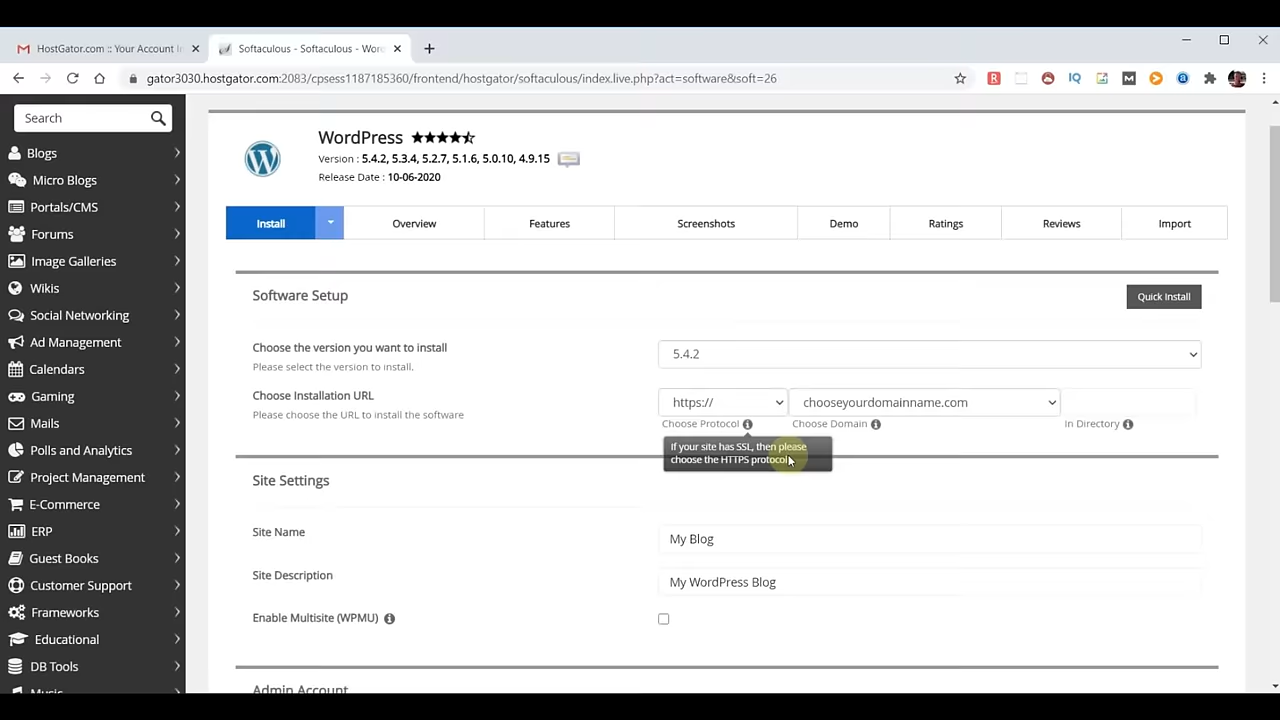 HostGator.com :: Your Account I
Softaculous - Softaculous - Wor
gator3030.hostgator.com:2083/cpsess1187185360/frontend/hostgator/softaculous/index.live.php?act=software&soft=26
Search
Blogs
Micro Blogs
Portals/CMS
Forums
Image Galleries
Wikis
Social Networking
Ad Management
Calendars
Gaming
Mails
Polls and Analytics
Project Management
E-Commerce
ERP
Guest Books
Customer Support
Frameworks
Educational
DB Tools
Music
WordPress
Version : 5.4.2, 5.3.4, 5.2.7, 5.1.6, 5.0.10, 4.9.15
Release Date : 10-06-2020
Install Overview Features Screenshots Demo Ratings Reviews Import
Software Setup
Quick Install
Choose the version you want to install
Please select the version to install.
5.4.2
Choose Installation URL
Please choose the URL to install the software
https:// chooseyourdomainname.com
Choose Protocol Choose Domain In Directory
If your site has SSL, then please
choose the HTTPS protocol.
Site Settings
Site Name
My Blog
Site Description
My WordPress Blog
Enable Multisite (WPMU)
Admin Account